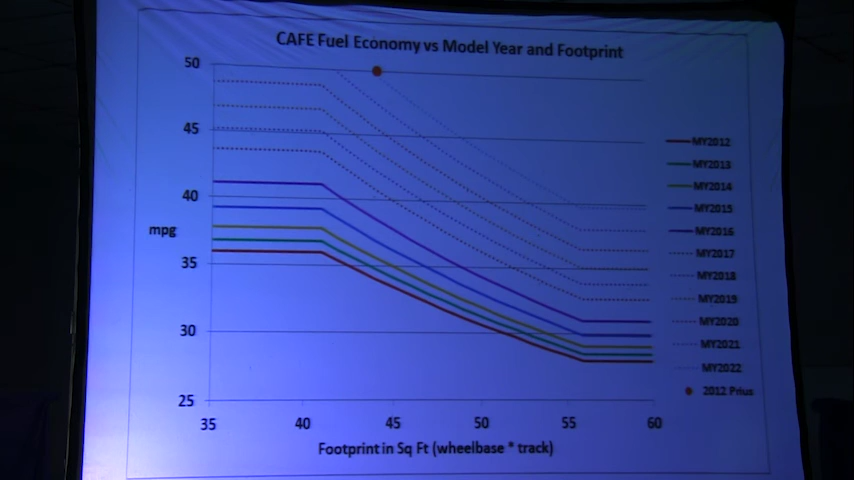 CAFE Fuel Economy vs Model Year and Footprint
50
45
40
mpg
35
30
25
35 40 45 50 55 60
Footprint in Sq Ft (wheelbase * track)
MY2012
MY2013
MY2014
MY2015
MY2016
MY2017
MY2018
MY2019
MY2020
MY2021
MY2022
2012 Prius